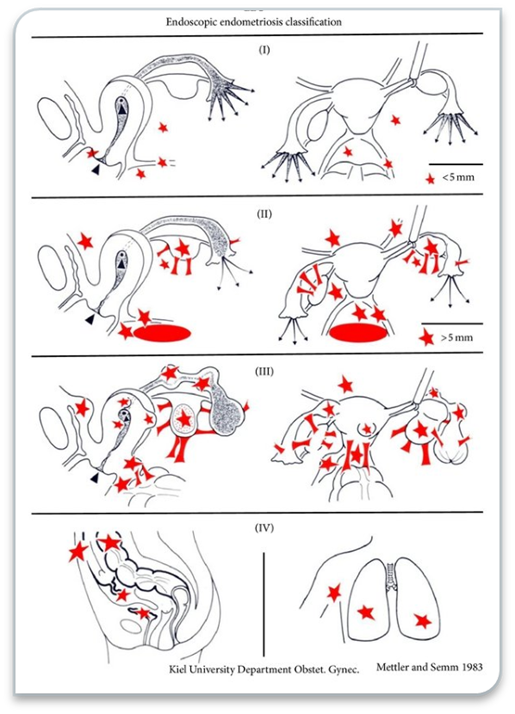 Endoscopic endometriosis classification
(I)
<5 mm
(II)
>5 mm
(III)
(IV)
Kiel University Department Obstet. Gynec.
Mettler and Semm 1983